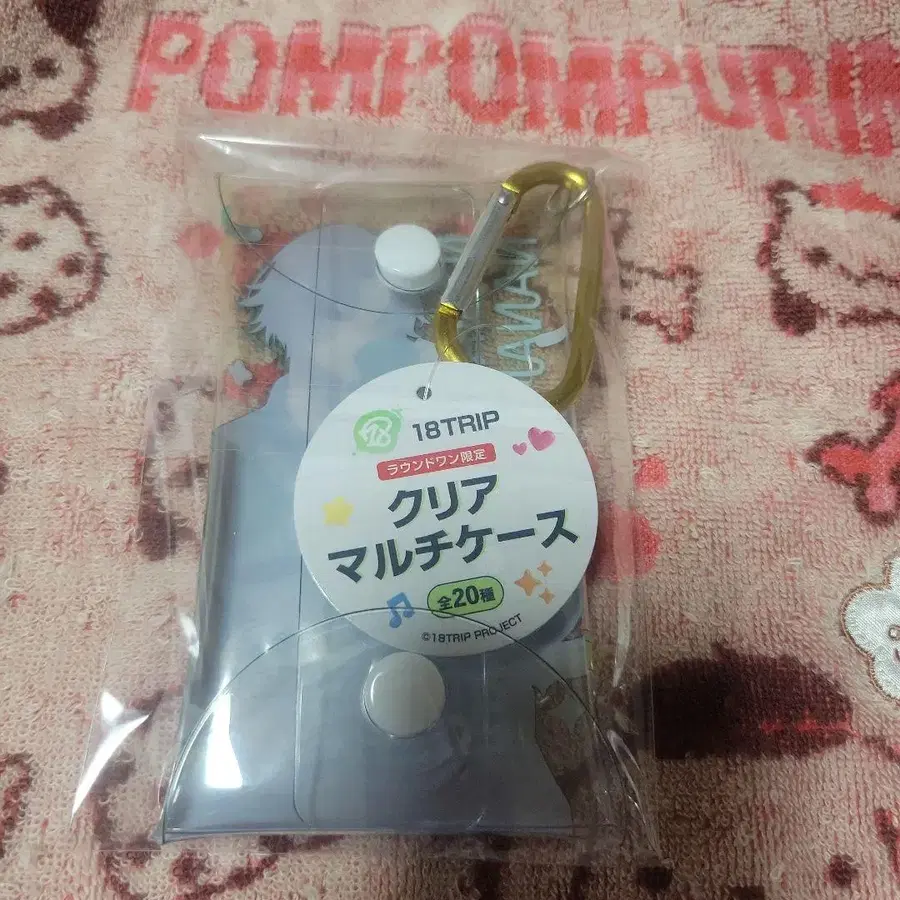 POMPOMPURIN
18TRIP
ラウンドワン限定
クリア
マルチケース
全20種
©18TRIP PROJECT